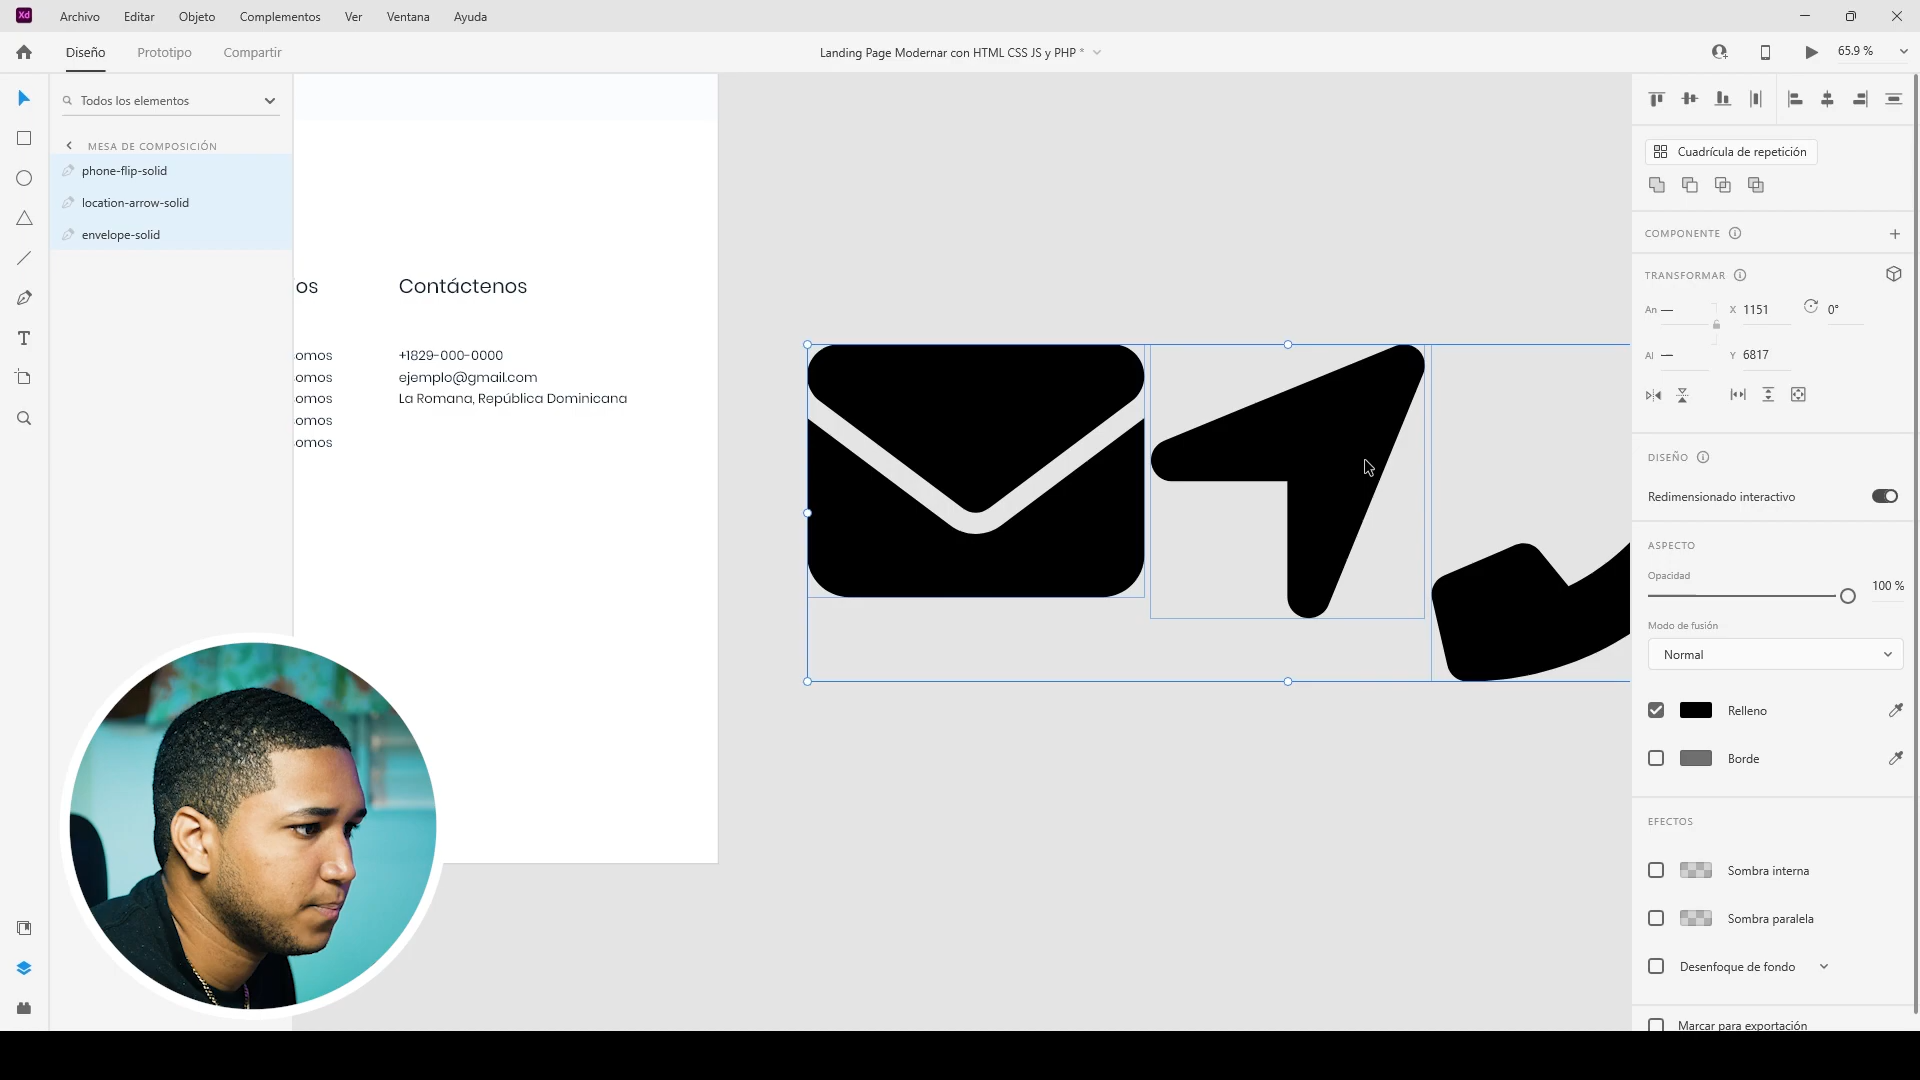 Xd Archivo Editar Objeto Complementos Ver Ventana Ayuda
Diseño Prototipo Compartir
Landing Page Modernar con HTML CSS JS y PHP *
65.9 %
Todos los elementos
MESA DE COMPOSICIÓN
phone-flip-solid
location-arrow-solid
envelope-solid
os
omos
omos
omos
omos
omos
Contáctenos
+1829-000-0000
ejemplo@gmail.com
La Romana, República Dominicana
Cuadrícula de repetición
COMPONENTE
TRANSFORMAR
An — X 1151 0°
Al — Y 6817
DISEÑO
Redimensionado interactivo
ASPECTO
Opacidad
100 %
Modo de fusión
Normal
Relleno
Borde
EFECTOS
Sombra interna
Sombra paralela
Desenfoque de fondo
Marcar para exportación